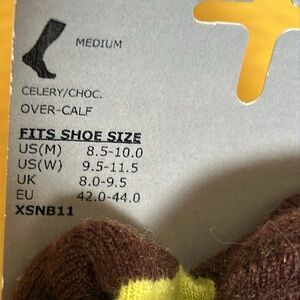 MEDIUM
CELERY/CHOC.
OVER-CALF
FITS SHOE SIZE
US(M) 8.5-10.0
US(W) 9.5-11.5
UK 8.0-9.5
EU 42.0-44.0
XSNB11